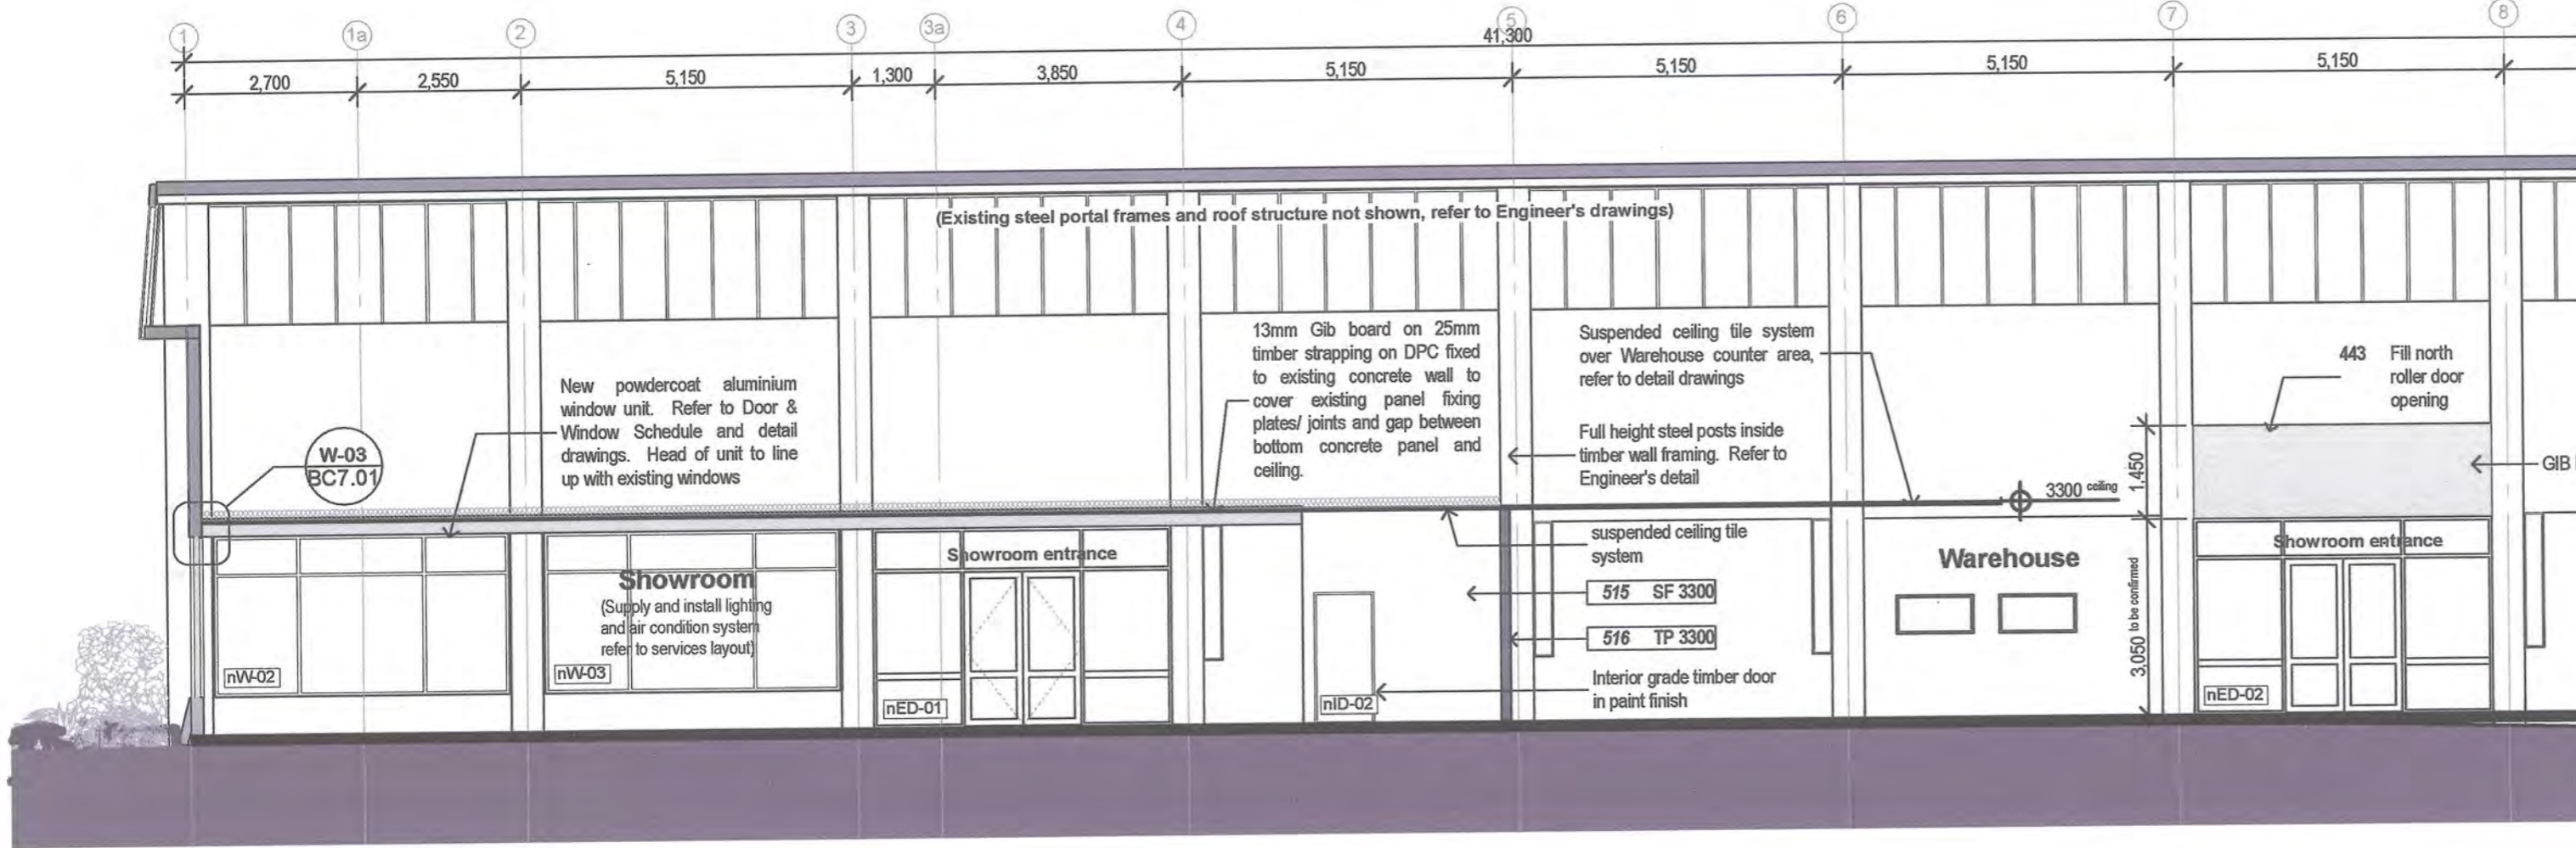 1
1a
2
3
3a
4
5
6
7
8
41,300
2,700
2,550
5,150
1,300
3,850
5,150
5,150
5,150
5,150
(Existing steel portal frames and roof structure not shown, refer to Engineer's drawings)
W-03
BC7.01
New powdercoat aluminium
window unit. Refer to Door &
Window Schedule and detail
drawings. Head of unit to line
up with existing windows
13mm Gib board on 25mm
timber strapping on DPC fixed
to existing concrete wall to
cover existing panel fixing
plates/ joints and gap between
bottom concrete panel and
ceiling.
Suspended ceiling tile system
over Warehouse counter area,
refer to detail drawings
Full height steel posts inside
timber wall framing. Refer to
Engineer's detail
443 Fill north
roller door
opening
1,450
GIB
3300 ceiling
Showroom
(Supply and install lighting
and air condition system
refer to services layout)
nW-02
nW-03
Showroom entrance
nED-01
nID-02
suspended ceiling tile
system
515 SF 3300
516 TP 3300
Interior grade timber door
in paint finish
Warehouse
3,050 to be confirmed
Showroom entrance
nED-02